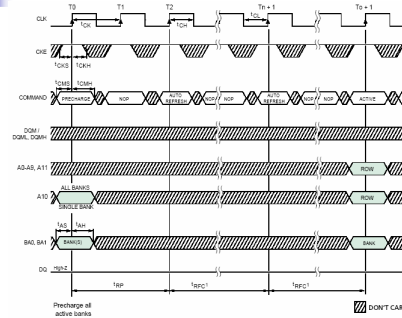 T0 T1 T2 Tn + 1 To + 1
CLK
tCK tCH tCL
CKE
tCKS tCKH
tCMS tCMH
COMMAND PRECHARGE NOP AUTO REFRESH NOP NOP AUTO REFRESH NOP NOP ACTIVE
DQM /
DQML, DQMH
A0-A9, A11 ROW
ALL BANKS
A10 ROW
SINGLE BANK
tAS tAH
BA0, BA1 BANK(S) BANK
DQ High-Z
tRP tRFC1 tRFC1
Precharge all
active banks
DON'T CAR